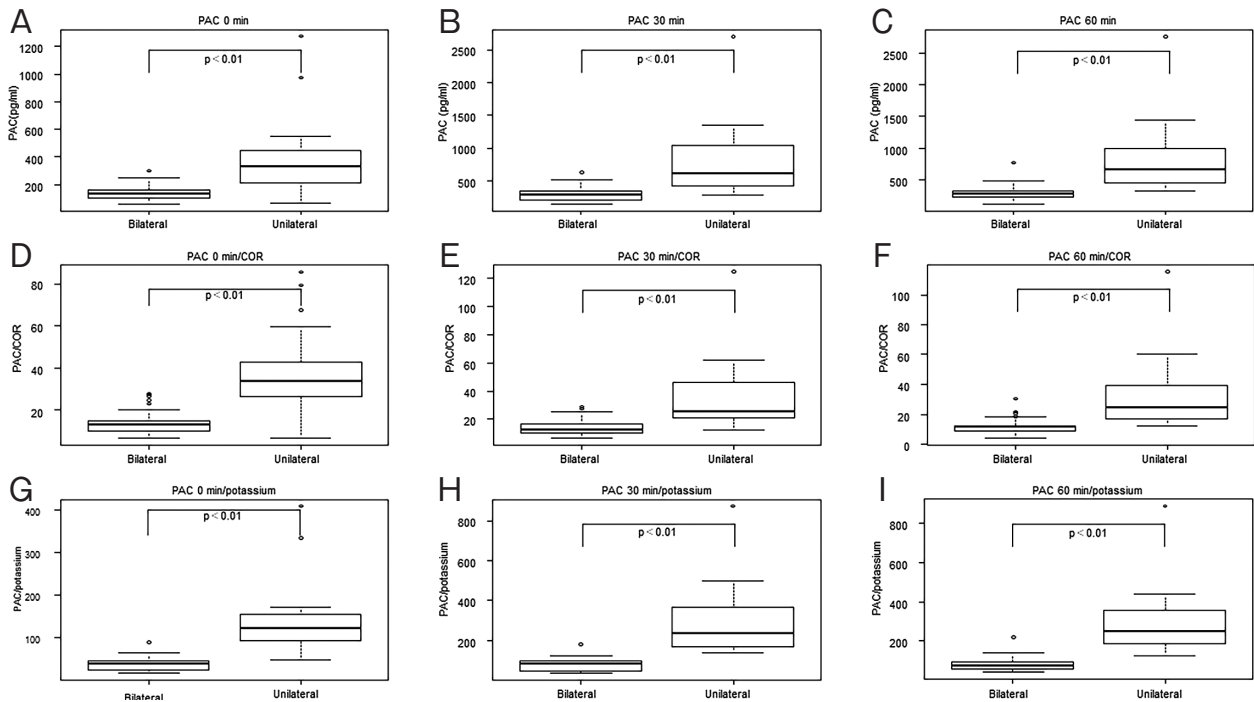 A
PAC 0 min
PAC(pg/ml)
1200
1000
800
600
400
200
p<0.01
Bilateral Unilateral
B
PAC 30 min
PAC (pg/ml)
2500
2000
1500
1000
500
p<0.01
Bilateral Unilateral
C
PAC 60 min
PAC (pg/ml)
2500
2000
1500
1000
500
p<0.01
Bilateral Unilateral
D
PAC 0 min/COR
PAC/COR
80
60
40
20
p<0.01
Bilateral Unilateral
E
PAC 30 min/COR
PAC/COR
120
100
80
60
40
20
p<0.01
Bilateral Unilateral
F
PAC 60 min/COR
PAC/COR
100
80
60
40
20
0
p<0.01
Bilateral Unilateral
G
PAC 0 min/potassium
PAC/potassium
400
300
200
100
p<0.01
Bilateral Unilateral
H
PAC 30 min/potassium
PAC/potassium
800
600
400
200
p<0.01
Bilateral Unilateral
I
PAC 60 min/potassium
PAC/potassium
800
600
400
200
p<0.01
Bilateral Unilateral